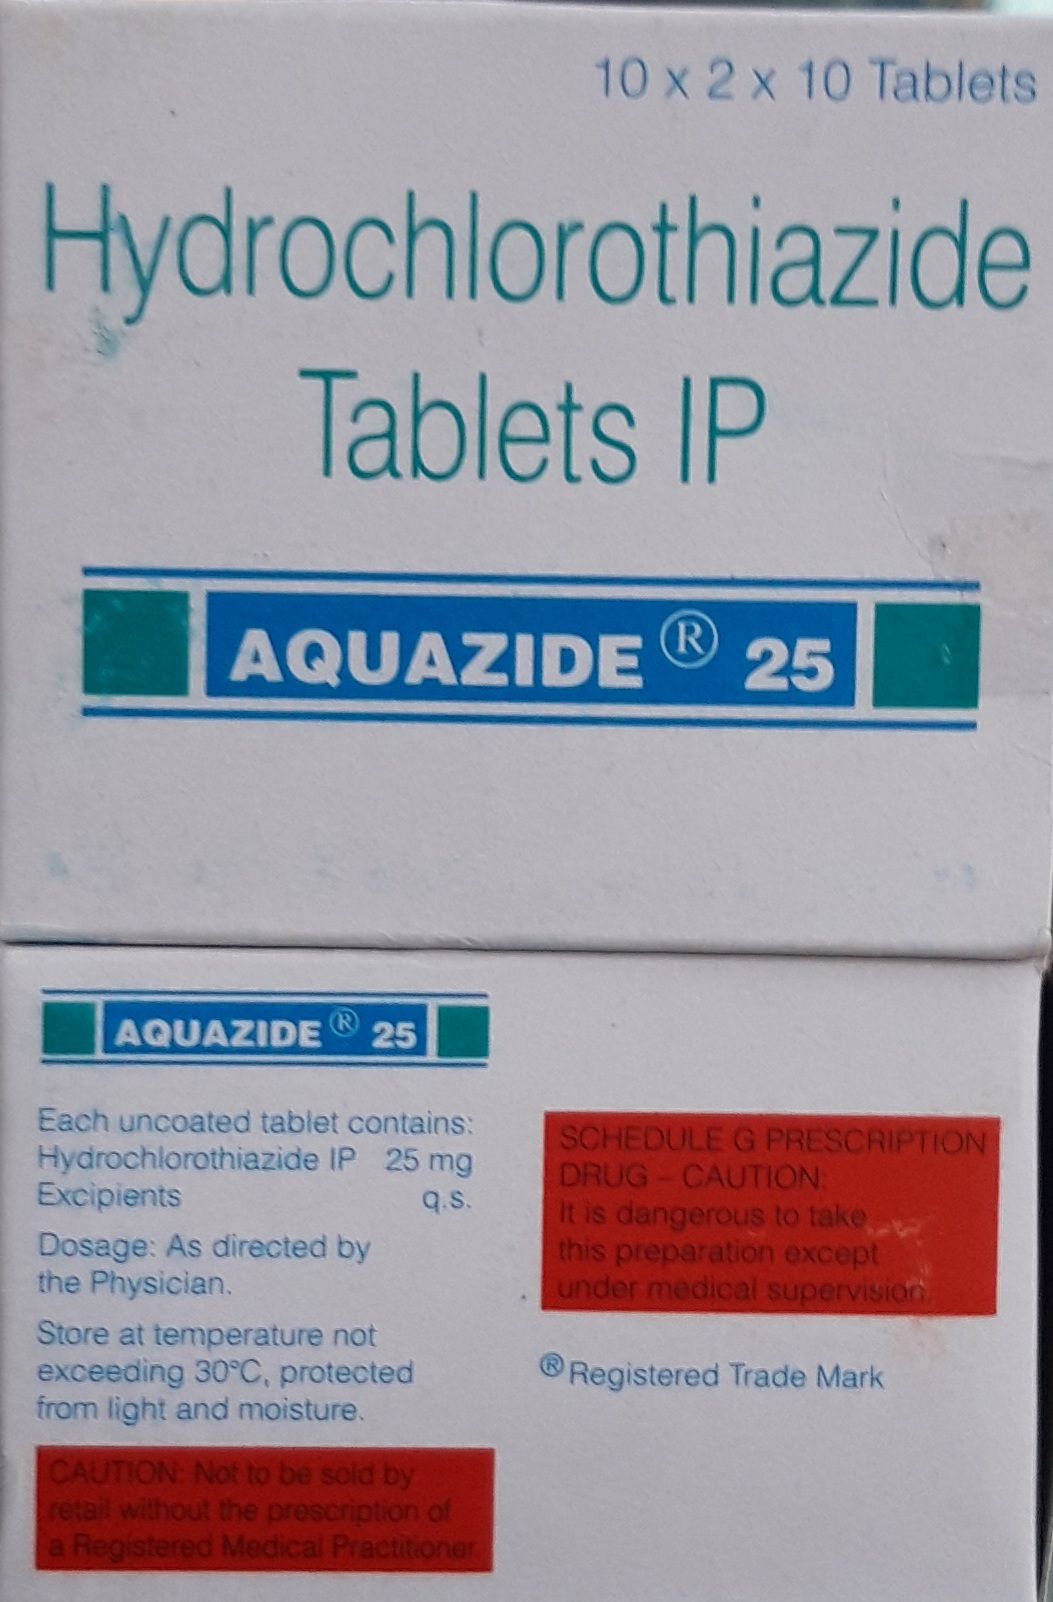 10 x 2 x 10 Tablets
Hydrochlorothiazide
Tablets IP
AQUAZIDE ® 25
AQUAZIDE ® 25
Each uncoated tablet contains:
Hydrochlorothiazide IP 25 mg
Excipients q.s.
Dosage: As directed by
the Physician.
Store at temperature not
exceeding 30°C, protected
from light and moisture.
CAUTION: Not to be sold by
retail without the prescription of
a Registered Medical Practitioner.
SCHEDULE G PRESCRIPTION
DRUG – CAUTION:
It is dangerous to take
this preparation except
under medical supervision.
® Registered Trade Mark